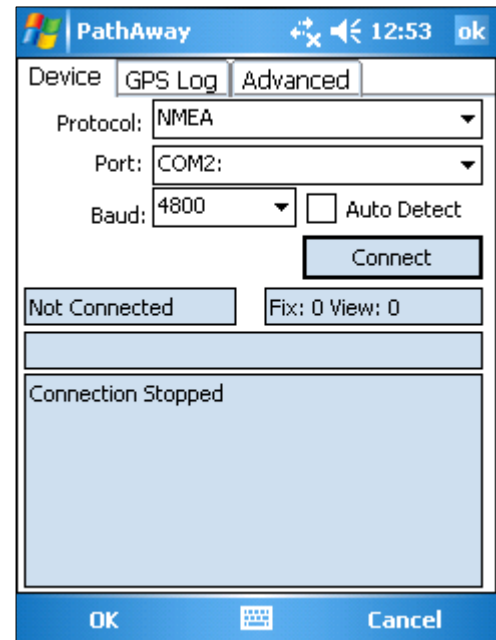 PathAway 12:53 ok
Device GPS Log Advanced
Protocol: NMEA
Port: COM2:
Baud: 4800 Auto Detect
Connect
Not Connected Fix: 0 View: 0
Connection Stopped
OK Cancel